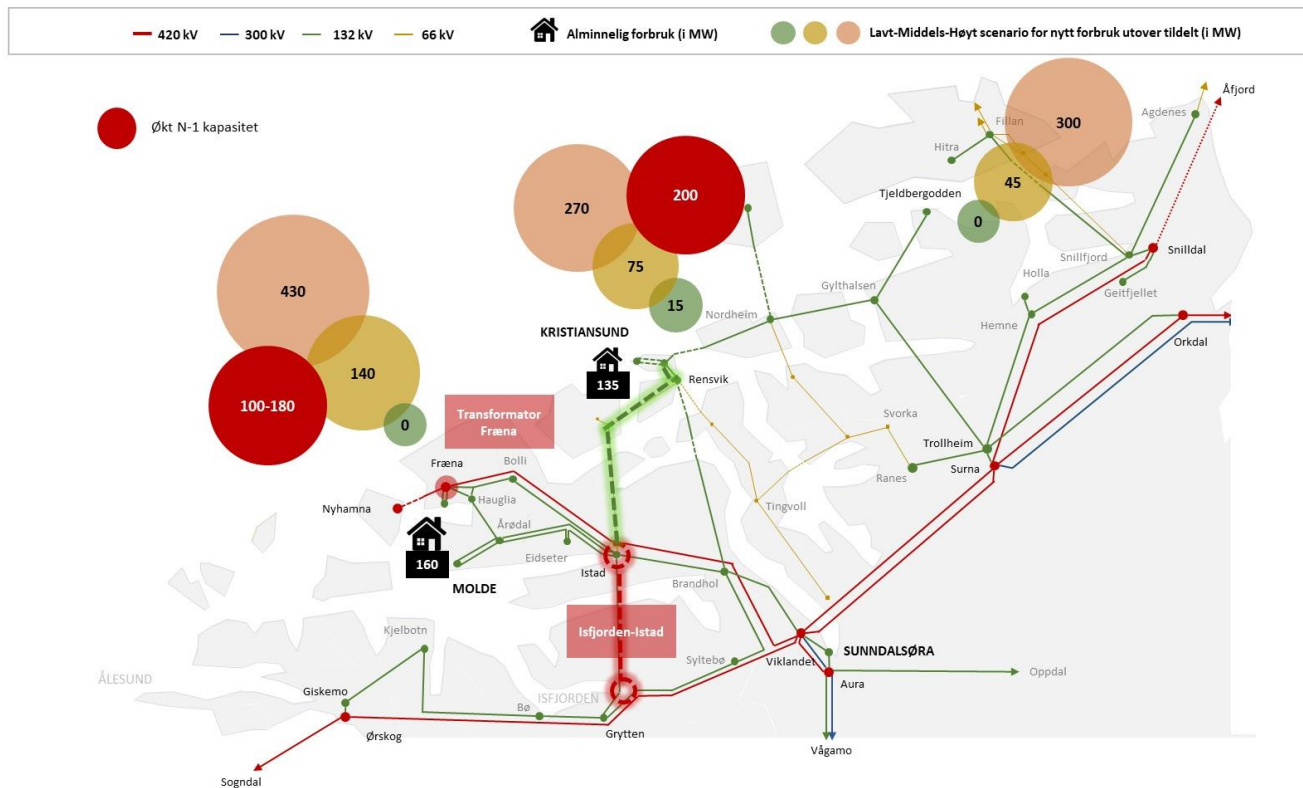 420 kV
300 kV
132 kV
66 kV
Alminnelig forbruk (i MW)
Lavt-Middels-Høyt scenario for nytt forbruk utover tildelt (i MW)
Økt N-1 kapasitet
Åfjord
Agdenes
Fillan
300
Hitra
45
Tjeldbergodden
0
270
200
75
15
Snillfjord
Snilldal
Geitfjellet
Holla
Hemne
Gylthalsen
Nordheim
Orkdal
430
140
100-180
0
KRISTIANSUND
135
Rensvik
Transformator
Fræna
Svorka
Trollheim
Surna
Ranes
Fræna
Bolli
Hauglia
Nyhamna
Årødal
160
Eidseter
MOLDE
Istad
Tingvoll
Brandhol
Isfjorden-Istad
Kjelbotn
Syltebø
Viklandet
SUNNDALSØRA
Oppdal
Aura
ÅLESUND
Giskemo
ISFJORDEN
Bø
Ørskog
Grytten
Vågamo
Sogndal